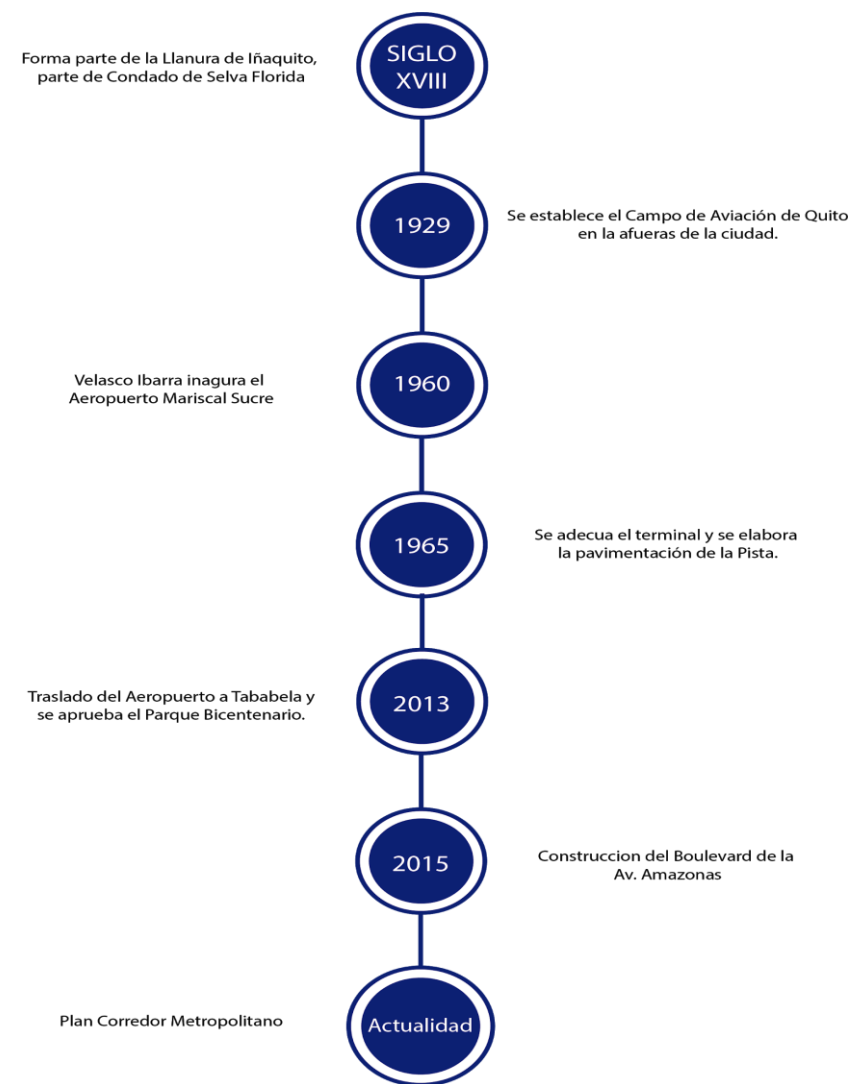 SIGLO
XVIII
Forma parte de la Llanura de Iñaquito,
parte de Condado de Selva Florida
1929
Se establece el Campo de Aviación de Quito
en la afueras de la ciudad.
1960
Velasco Ibarra inagura el
Aeropuerto Mariscal Sucre
1965
Se adecua el terminal y se elabora
la pavimentación de la Pista.
2013
Traslado del Aeropuerto a Tababela y
se aprueba el Parque Bicentenario.
2015
Construccion del Boulevard de la
Av. Amazonas
Actualidad
Plan Corredor Metropolitano